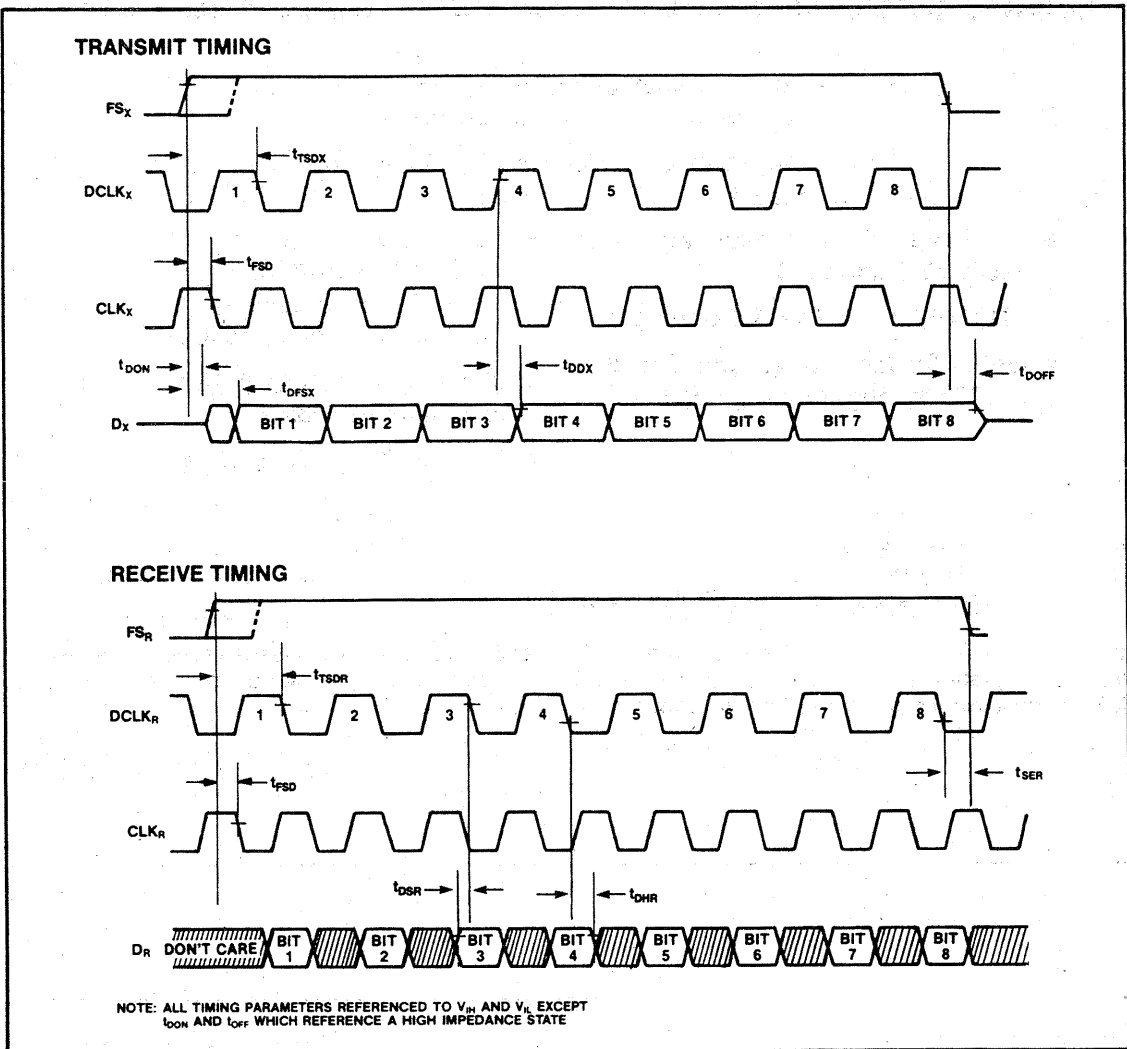 TRANSMIT TIMING
FSX
tTSDX
DCLKX
1 2 3 4 5 6 7 8
tFSD
CLKX
tDON
tDDX
tDOFF
tDFSX
DX
BIT 1 BIT 2 BIT 3 BIT 4 BIT 5 BIT 6 BIT 7 BIT 8
RECEIVE TIMING
FSR
tTSDR
DCLKR
1 2 3 4 5 6 7 8
tFSD
tSER
CLKR
tDSR
tDHR
DR DON'T CARE
BIT 1 BIT 2 BIT 3 BIT 4 BIT 5 BIT 6 BIT 7 BIT 8
NOTE: ALL TIMING PARAMETERS REFERENCED TO VIH AND VIL EXCEPT
tDON AND tOFF WHICH REFERENCE A HIGH IMPEDANCE STATE